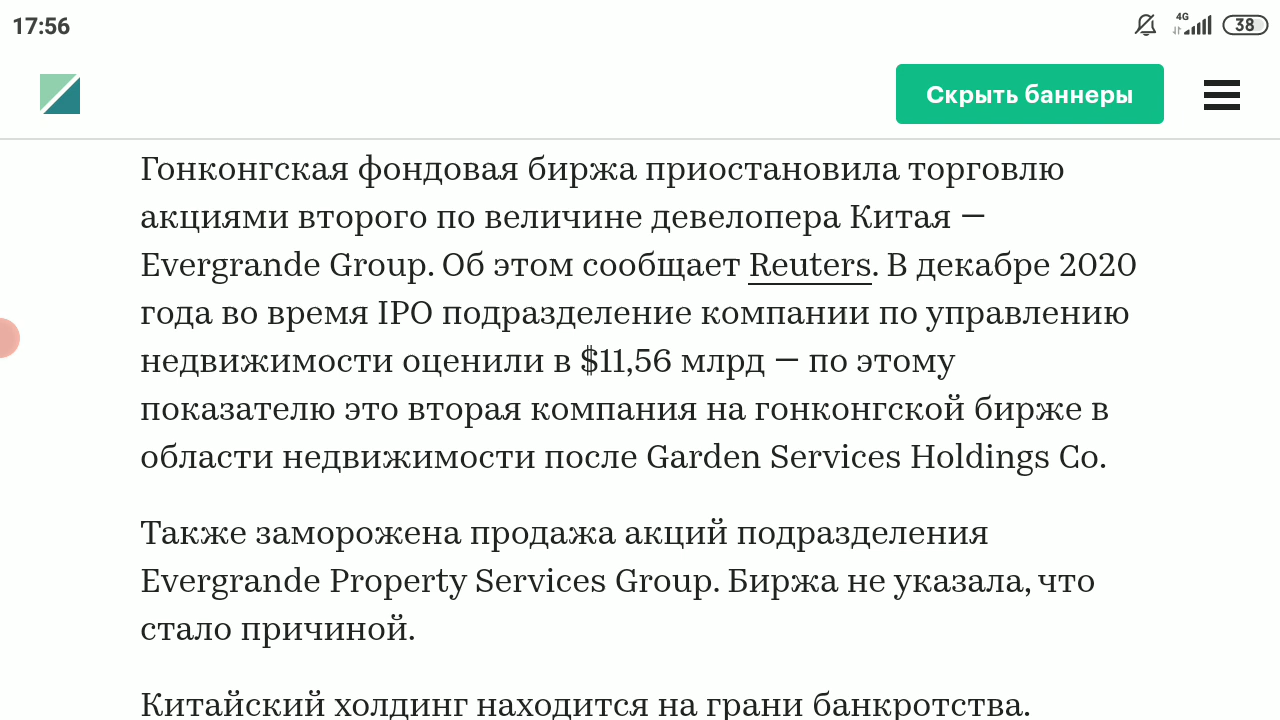 17:56
4G
38
Скрыть баннеры
Гонконгская фондовая биржа приостановила торговлю
акциями второго по величине девелопера Китая —
Evergrande Group. Об этом сообщает Reuters. В декабре 2020
года во время IPO подразделение компании по управлению
недвижимости оценили в $11,56 млрд — по этому
показателю это вторая компания на гонконгской бирже в
области недвижимости после Garden Services Holdings Co.
Также заморожена продажа акций подразделения
Evergrande Property Services Group. Биржа не указала, что
стало причиной.
Китайский холдинг находится на грани банкротства.